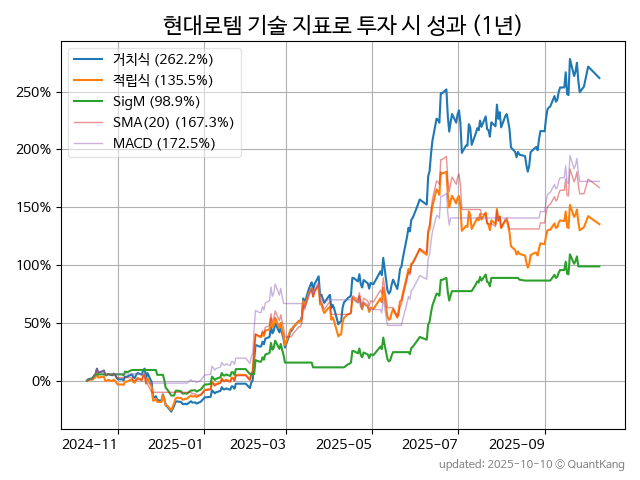 현대로템 기술 지표로 투자 시 성과 (1년)
거치식 (262.2%)
적립식 (135.5%)
SigM (98.9%)
SMA(20) (167.3%)
MACD (172.5%)
250%
200%
150%
100%
50%
0%
2024-11 2025-01 2025-03 2025-05 2025-07 2025-09
updated: 2025-10-10 © QuantKang